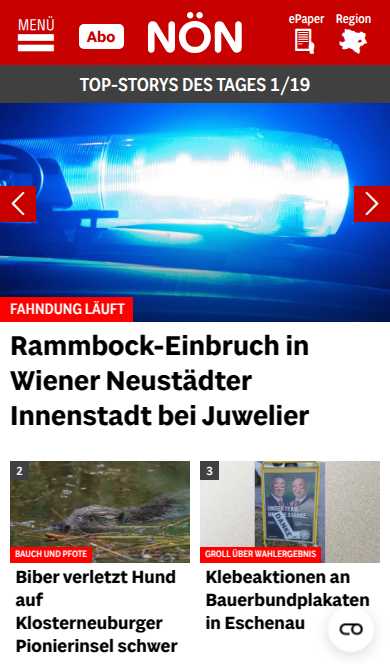 MENÜ
Abo
NÖN
ePaper
Region
TOP-STORYS DES TAGES 1/19
FAHNDUNG LÄUFT
Rammbock-Einbruch in
Wiener Neustädter
Innenstadt bei Juwelier
2
BAUCH UND PFOTE
Biber verletzt Hund
auf
Klosterneuburger
Pionierinsel schwer
3
DANKE
GROLL ÜBER WAHLERGEBNIS
Klebeaktionen an
Bauerbundplakaten
in Eschenau